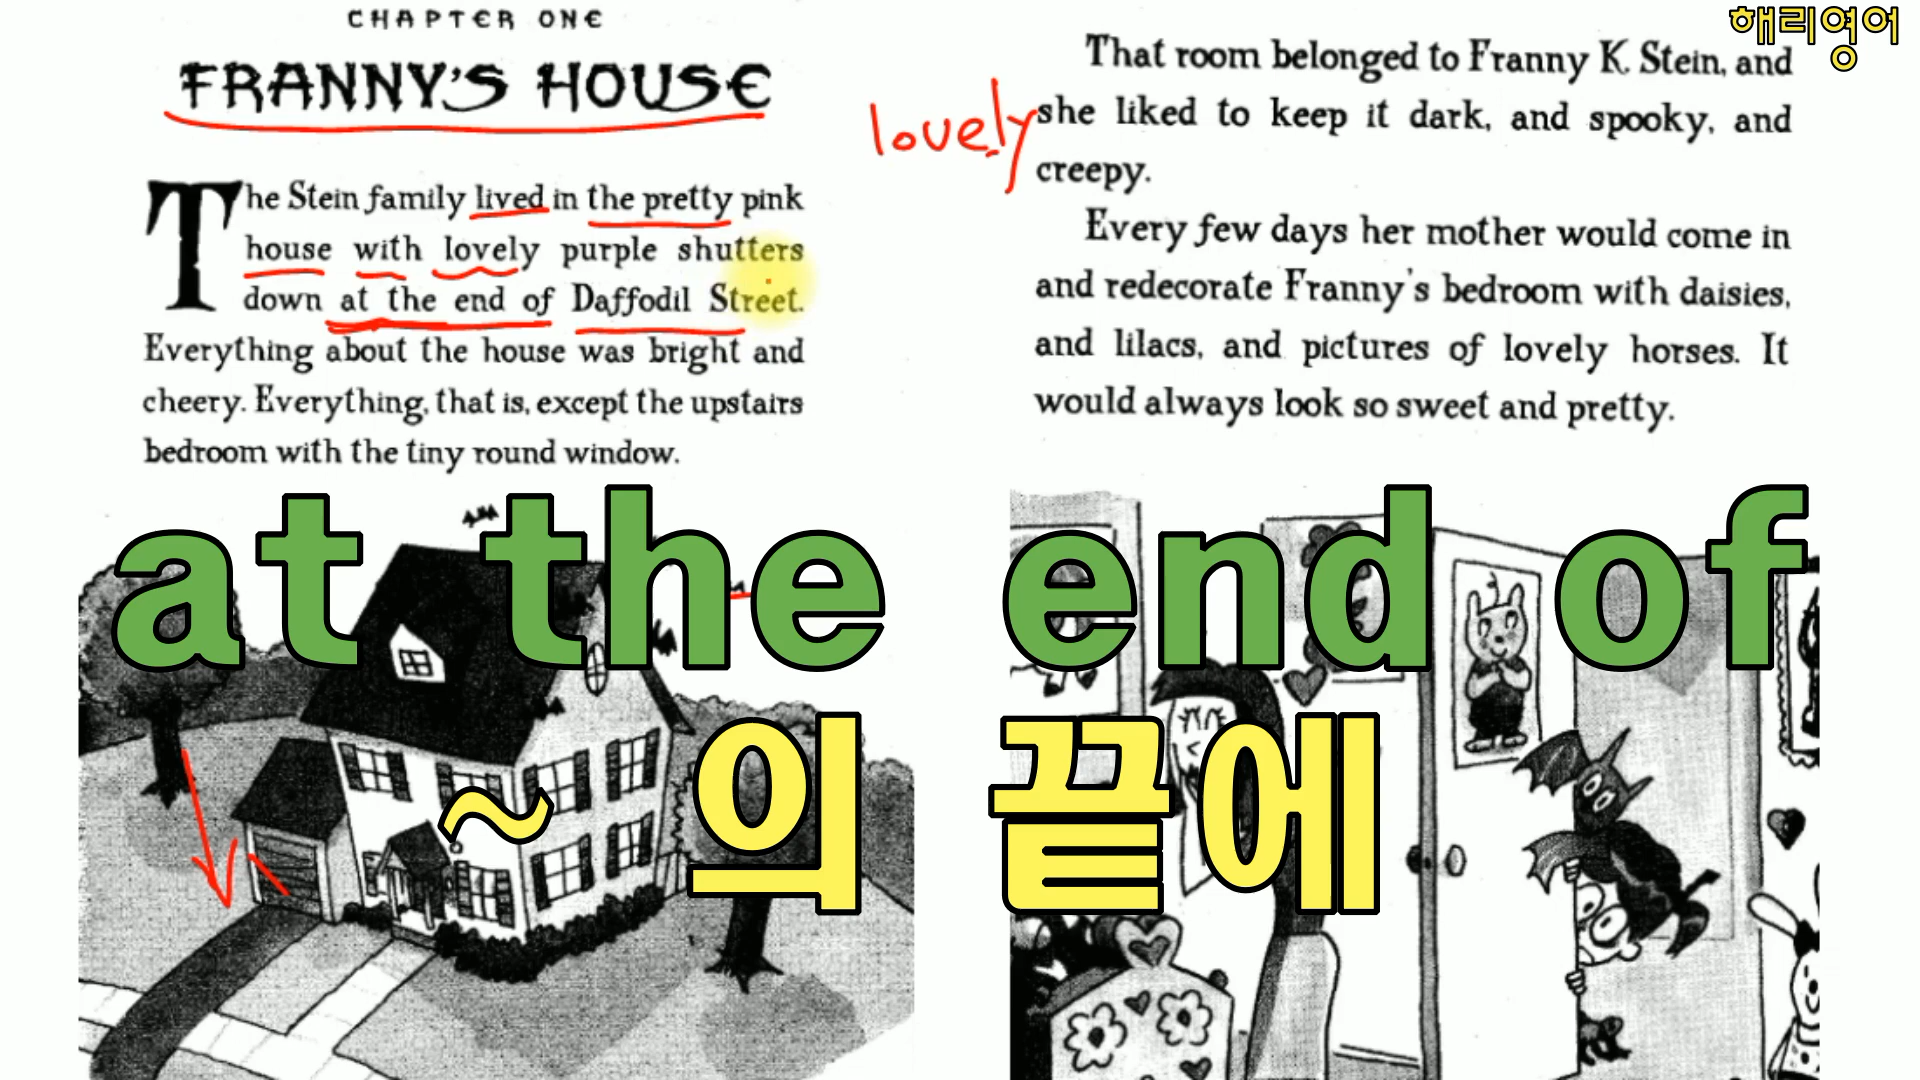 CHAPTER ONE
FRANNY'S HOUSE
The Stein family lived in the pretty pink
house with lovely purple shutters
down at the end of Daffodil Street.
Everything about the house was bright and
cheery. Everything, that is, except the upstairs
bedroom with the tiny round window.
해리영어
lovely
That room belonged to Franny K. Stein, and
she liked to keep it dark, and spooky, and
creepy.
Every few days her mother would come in
and redecorate Franny's bedroom with daisies,
and lilacs, and pictures of lovely horses. It
would always look so sweet and pretty.
at the end of
~의 끝에